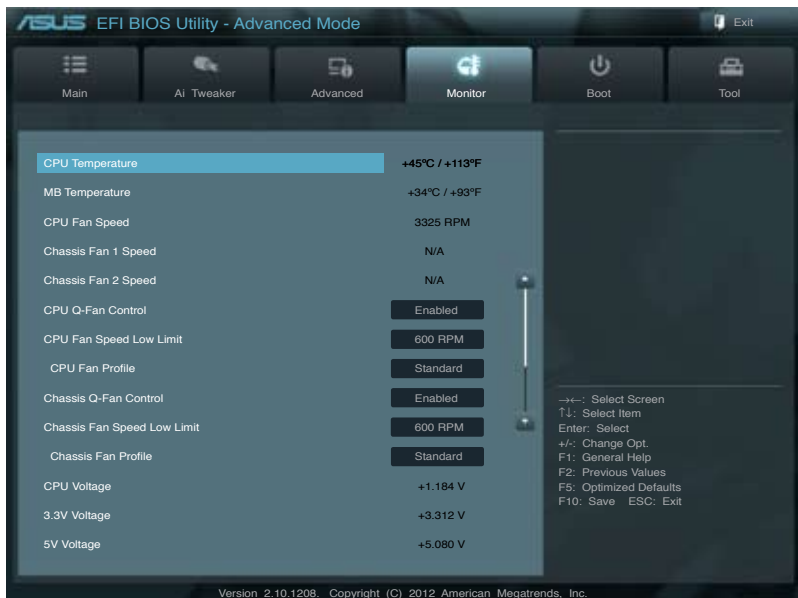 ASUS EFI BIOS Utility - Advanced Mode Exit
Main Ai Tweaker Advanced Monitor Boot Tool
CPU Temperature +45ºC / +113ºF
MB Temperature +34ºC / +93ºF
CPU Fan Speed 3325 RPM
Chassis Fan 1 Speed N/A
Chassis Fan 2 Speed N/A
CPU Q-Fan Control Enabled
CPU Fan Speed Low Limit 600 RPM
CPU Fan Profile Standard
Chassis Q-Fan Control Enabled
Chassis Fan Speed Low Limit 600 RPM
Chassis Fan Profile Standard
CPU Voltage +1.184 V
3.3V Voltage +3.312 V
5V Voltage +5.080 V
→←: Select Screen
↑↓: Select Item
Enter: Select
+/-: Change Opt.
F1: General Help
F2: Previous Values
F5: Optimized Defaults
F10: Save ESC: Exit
Version 2.10.1208. Copyright (C) 2012 American Megatrends, Inc.